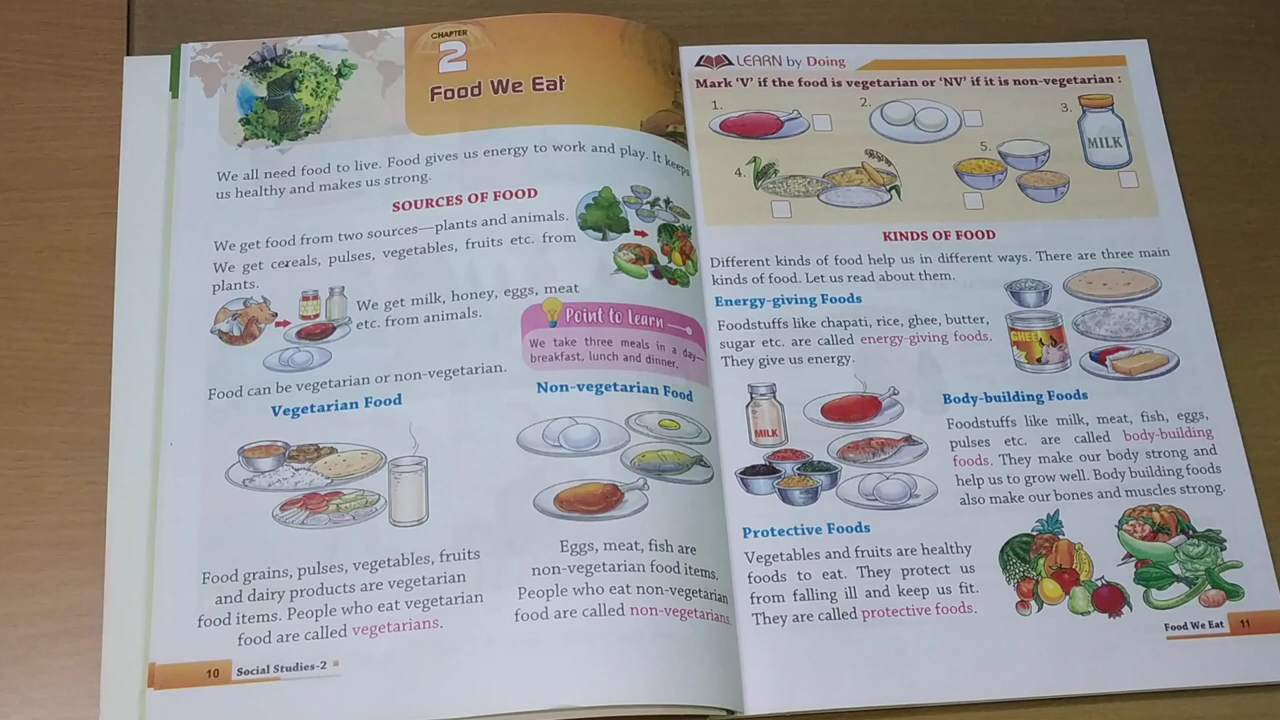 CHAPTER
2
Food We Eat
We all need food to live. Food gives us energy to work and play. It keeps
us healthy and makes us strong.
SOURCES OF FOOD
We get food from two sources—plants and animals.
We get cereals, pulses, vegetables, fruits etc. from
plants.
We get milk, honey, eggs, meat
etc. from animals.
Point to Learn
We take three meals in a day—
breakfast, lunch and dinner.
Food can be vegetarian or non-vegetarian.
Vegetarian Food
Food grains, pulses, vegetables, fruits
and dairy products are vegetarian
food items. People who eat vegetarian
food are called vegetarians.
Non-vegetarian Food
Eggs, meat, fish are
non-vegetarian food items.
People who eat non-vegetarian
food are called non-vegetarians.
10 Social Studies-2
LEARN by Doing
Mark 'V' if the food is vegetarian or 'NV' if it is non-vegetarian :
1.
2.
3.
MILK
4.
5.
KINDS OF FOOD
Different kinds of food help us in different ways. There are three main
kinds of food. Let us read about them.
Energy-giving Foods
Foodstuffs like chapati, rice, ghee, butter,
sugar etc. are called energy-giving foods.
They give us energy.
GHEE
MILK
Body-building Foods
Foodstuffs like milk, meat, fish, eggs,
pulses etc. are called body-building
foods. They make our body strong and
help us to grow well. Body building foods
also make our bones and muscles strong.
Protective Foods
Vegetables and fruits are healthy
foods to eat. They protect us
from falling ill and keep us fit.
They are called protective foods.
Food We Eat 11